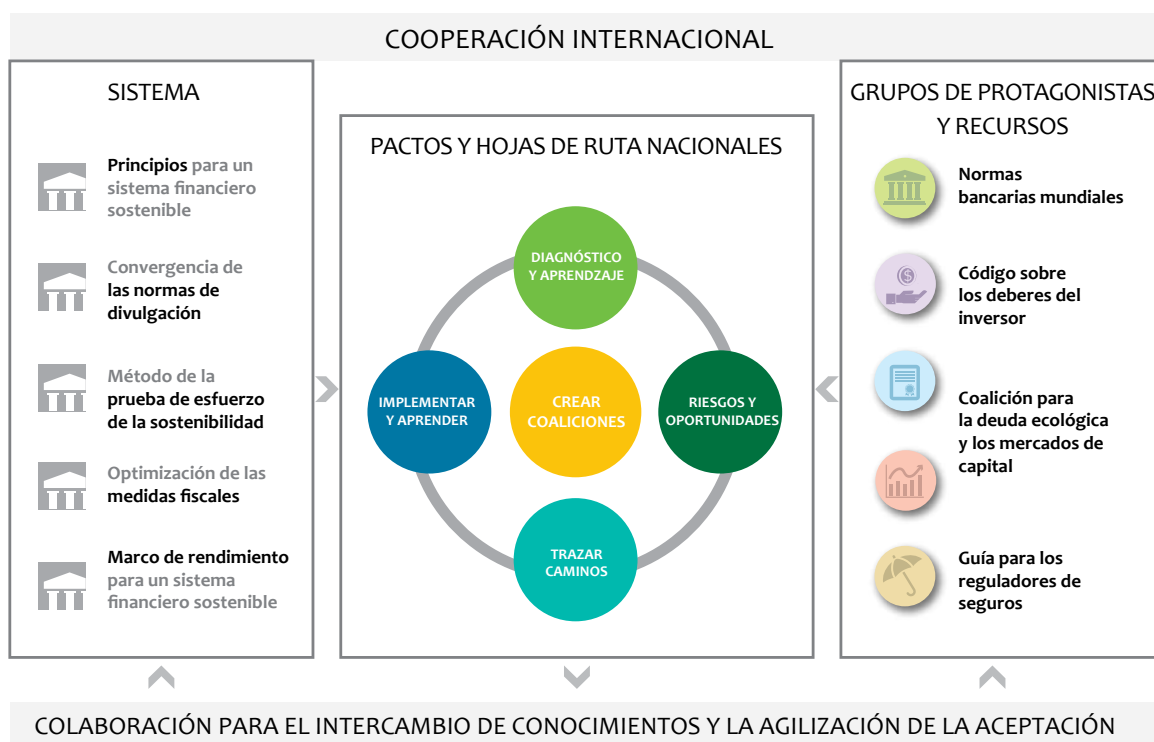 COOPERACIÓN INTERNACIONAL
SISTEMA
Principios para un
sistema financiero
sostenible
Convergencia de
las normas de
divulgación
Método de la
prueba de esfuerzo
de la sostenibilidad
Optimización de las
medidas fiscales
Marco de rendimiento
para un sistema
financiero sostenible
PACTOS Y HOJAS DE RUTA NACIONALES
DIAGNÓSTICO
Y APRENDZAJE
IMPLEMENTAR
Y APRENDER
CREAR
COALICIONES
RIESGOS Y
OPORTUNIDADES
TRAZAR
CAMINOS
GRUPOS DE PROTAGONISTAS
Y RECURSOS
Normas
bancarias mundiales
$
Código sobre
los deberes del
inversor
Coalición para
la deuda ecológica
y los mercados de
capital
Guía para los
reguladores de
seguros
COLABORACIÓN PARA EL INTERCAMBIO DE CONOCIMIENTOS Y LA AGILIZACIÓN DE LA ACEPTACIÓN